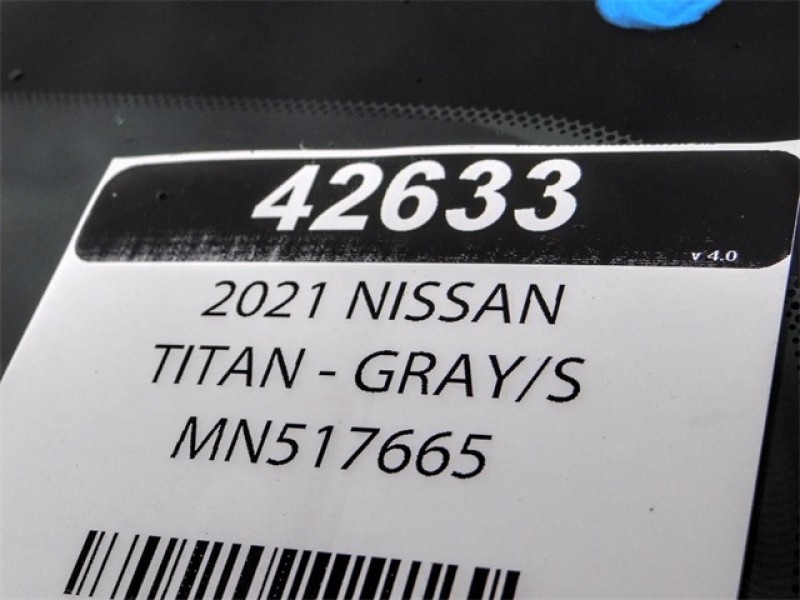 42633
v 4.0
2021 NISSAN
TITAN - GRAY/S
MN517665